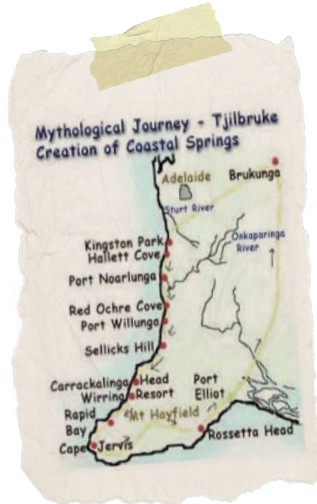 Mythological Journey - Tjilbruke
Creation of Coastal Springs
Adelaide
Brukunga
Sturt River
Onkaparinga
River
Kingston Park
Hallett Cove
Port Noarlunga
Red Ochre Cove
Port Willunga
Sellicks Hill
Carrackalinga Head
Wirrina Resort
Port
Elliot
Rapid
Bay
Mt Hayfield
Rossetta Head
Cape Jervis